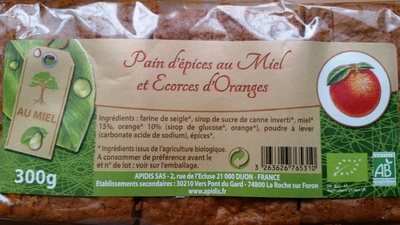 Pain d'épices au Miel
et Ecorces d'Oranges
AU MIEL
Ingrédients : farine de seigle*, sirop de sucre de canne inverti*, miel*
15%, orange* 10% (sirop de glucose*, orange*), poudre à lever
(carbonate acide de sodium), épices*.
* Ingrédients issus de l'agriculture biologique.
A consommer de préférence avant le
et n° de lot : voir sur l'emballage.
3 263626 765310
300g
APIDIS SAS - 2, rue de l'Ecluse 21 000 DIJON - FRANCE
Etablissements secondaires : 30210 Vers Pont du Gard - 74800 La Roche sur Foron
www.apidis.fr
AB